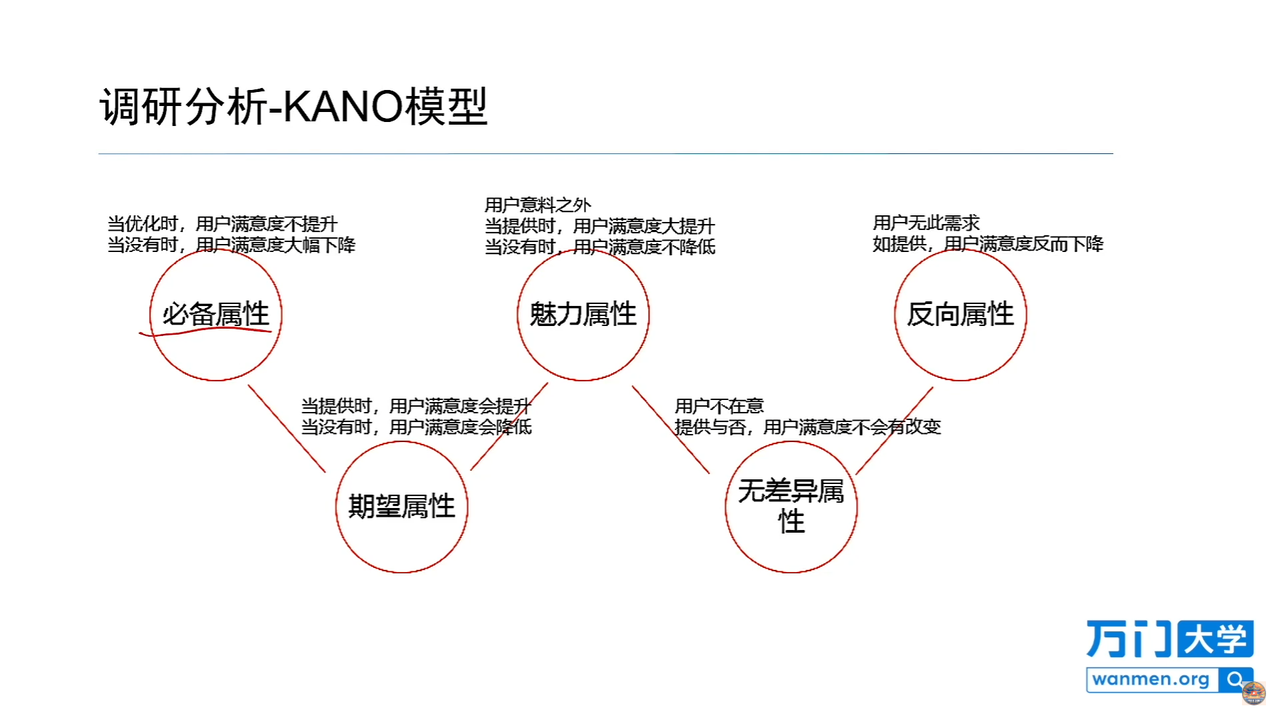 调研分析-KANO模型
当优化时，用户满意度不提升
当没有时，用户满意度大幅下降
必备属性
当提供时，用户满意度会提升
当没有时，用户满意度会降低
期望属性
用户意料之外
当提供时，用户满意度大提升
当没有时，用户满意度不降低
魅力属性
用户不在意
提供与否，用户满意度不会有改变
无差异属
性
用户无此需求
如提供，用户满意度反而下降
反向属性
万门大学
wanmen.org